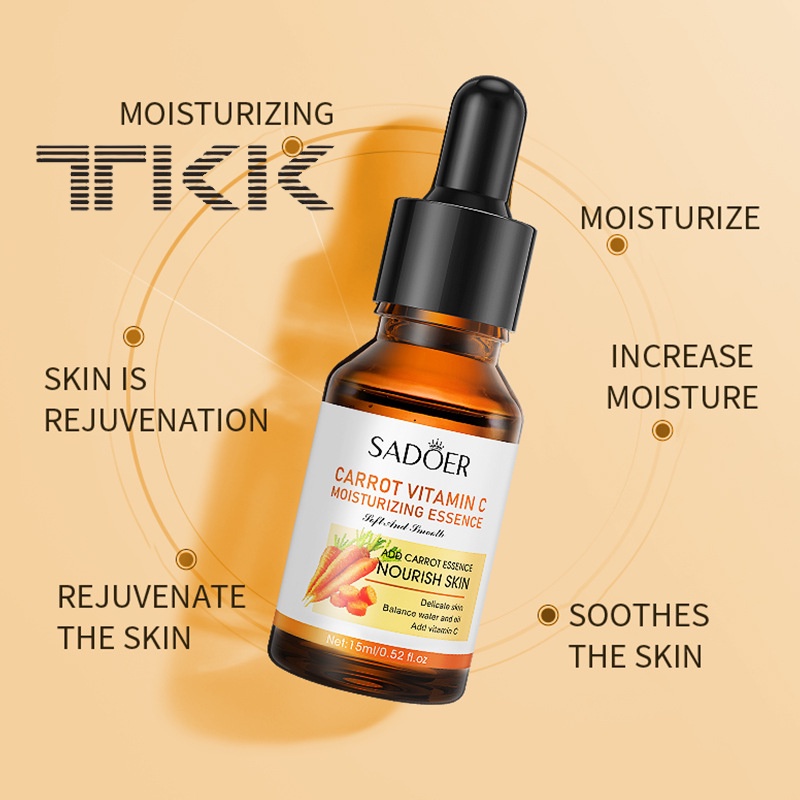 MOISTURIZING
TKK
MOISTURIZE
SKIN IS
REJUVENATION
INCREASE
MOISTURE
SADOER
CARROT VITAMIN C
MOISTURIZING ESSENCE
Soft And Smooth
ADD CARROT ESSENCE
NOURISH SKIN
Delicate skin
Balance water and oil
Add vitamin C
Net:15ml/0.52 fl.oz
REJUVENATE
THE SKIN
SOOTHES
THE SKIN